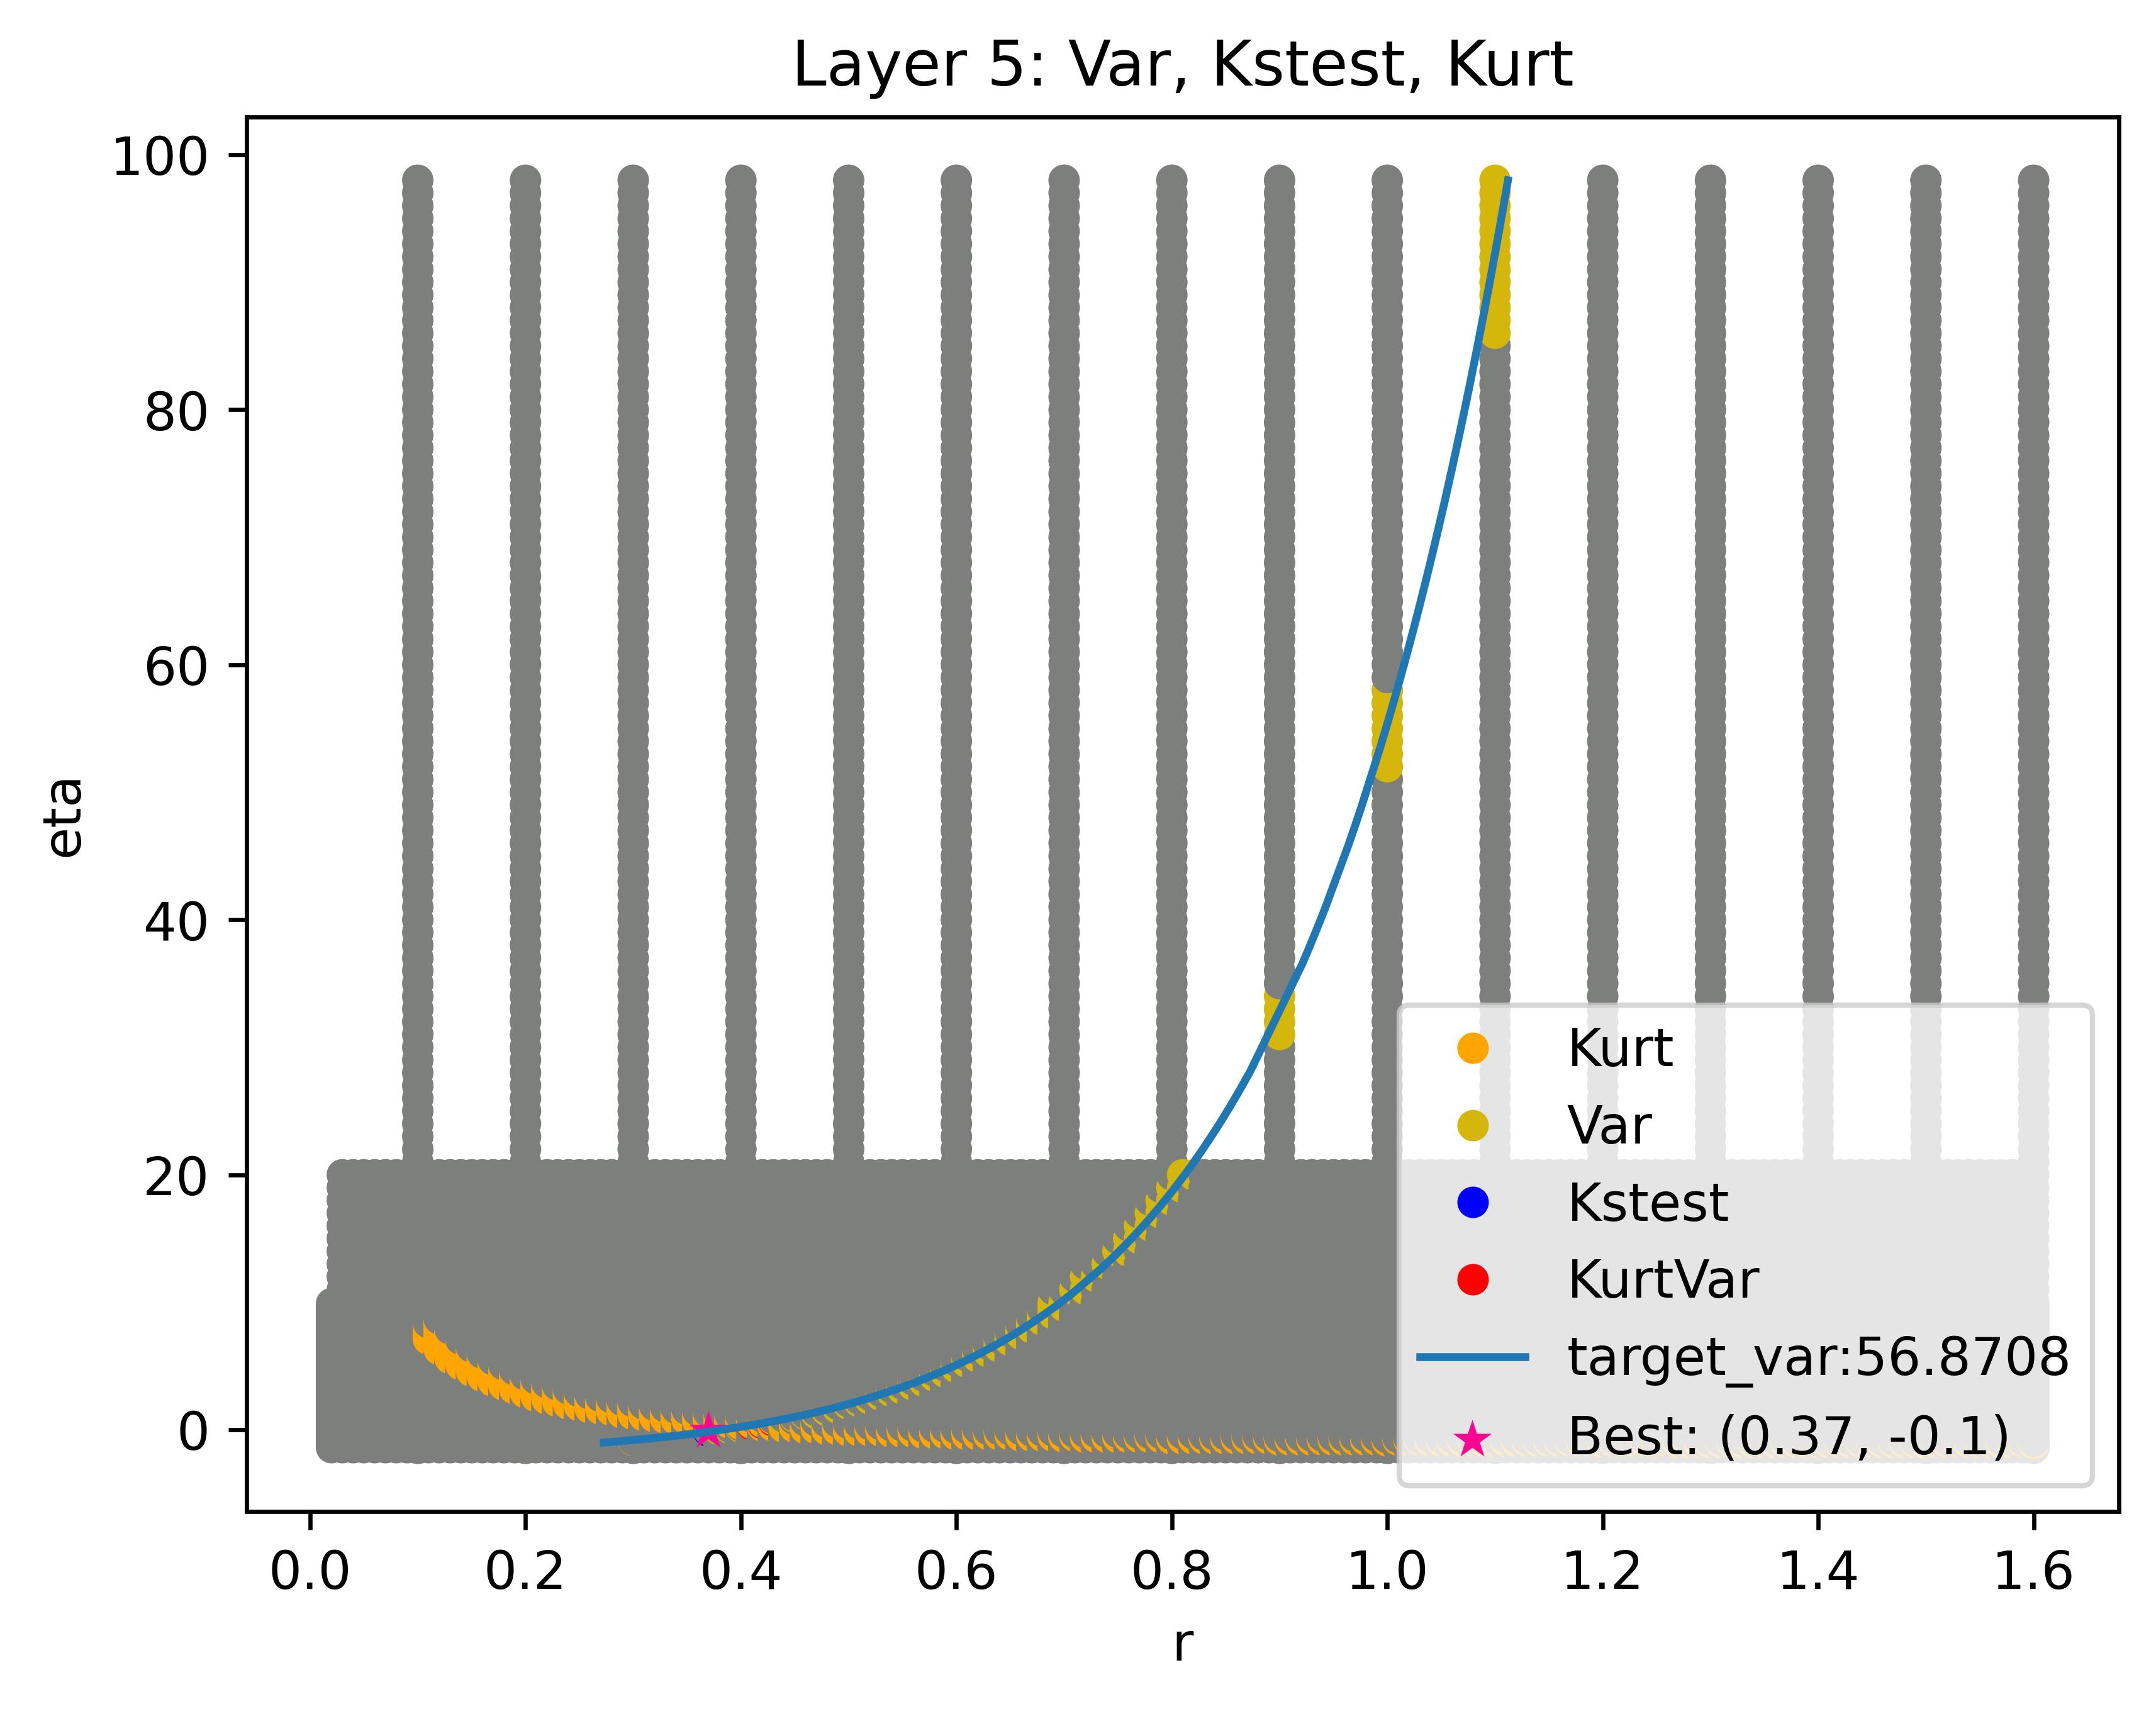 Layer 5: Var, Kstest, Kurt
100
80
60
40
20
0
eta
Kurt
Var
Kstest
KurtVar
target_var:56.8708
Best: (0.37, -0.1)
0.0 0.2 0.4 0.6 0.8 1.0 1.2 1.4 1.6
r